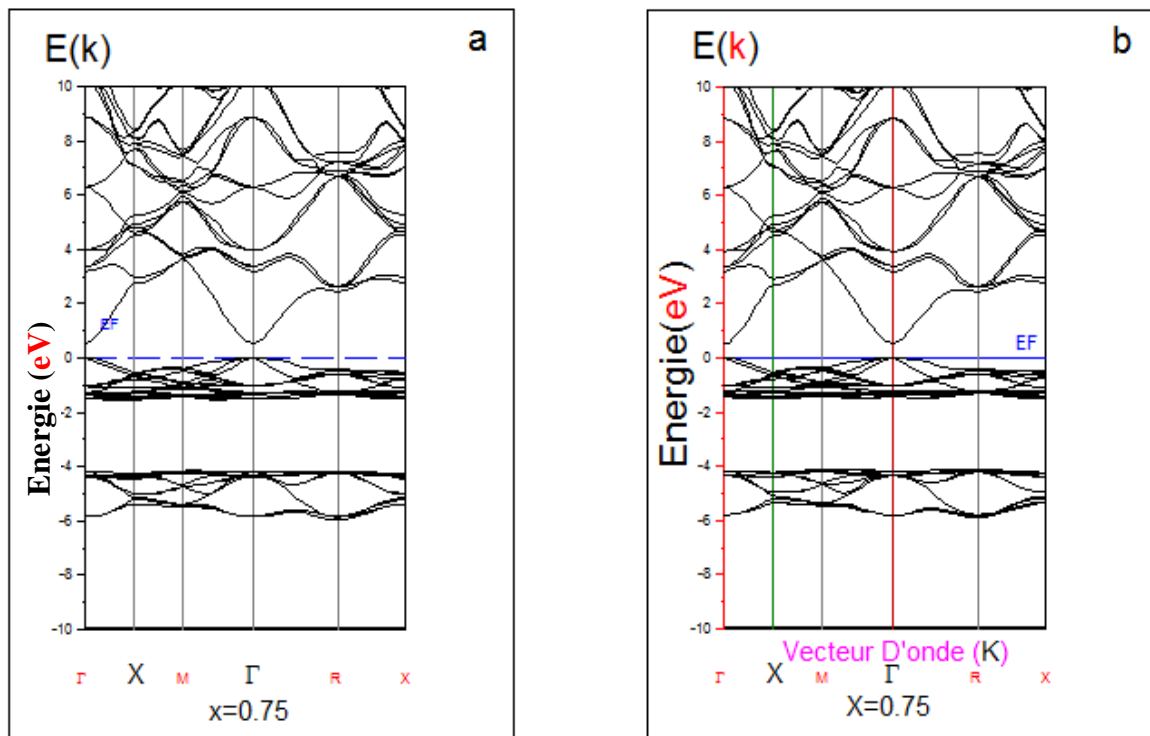 E(k) a
10
8
6
4
2
EF
0
-2
-4
-6
-8
-10
Energie (eV)
Γ X M Γ R X
x=0.75
E(k) b
10
8
6
4
2
EF
0
-2
-4
-6
-8
-10
Energie(eV)
Vecteur D'onde (K)
Γ X M Γ R X
X=0.75